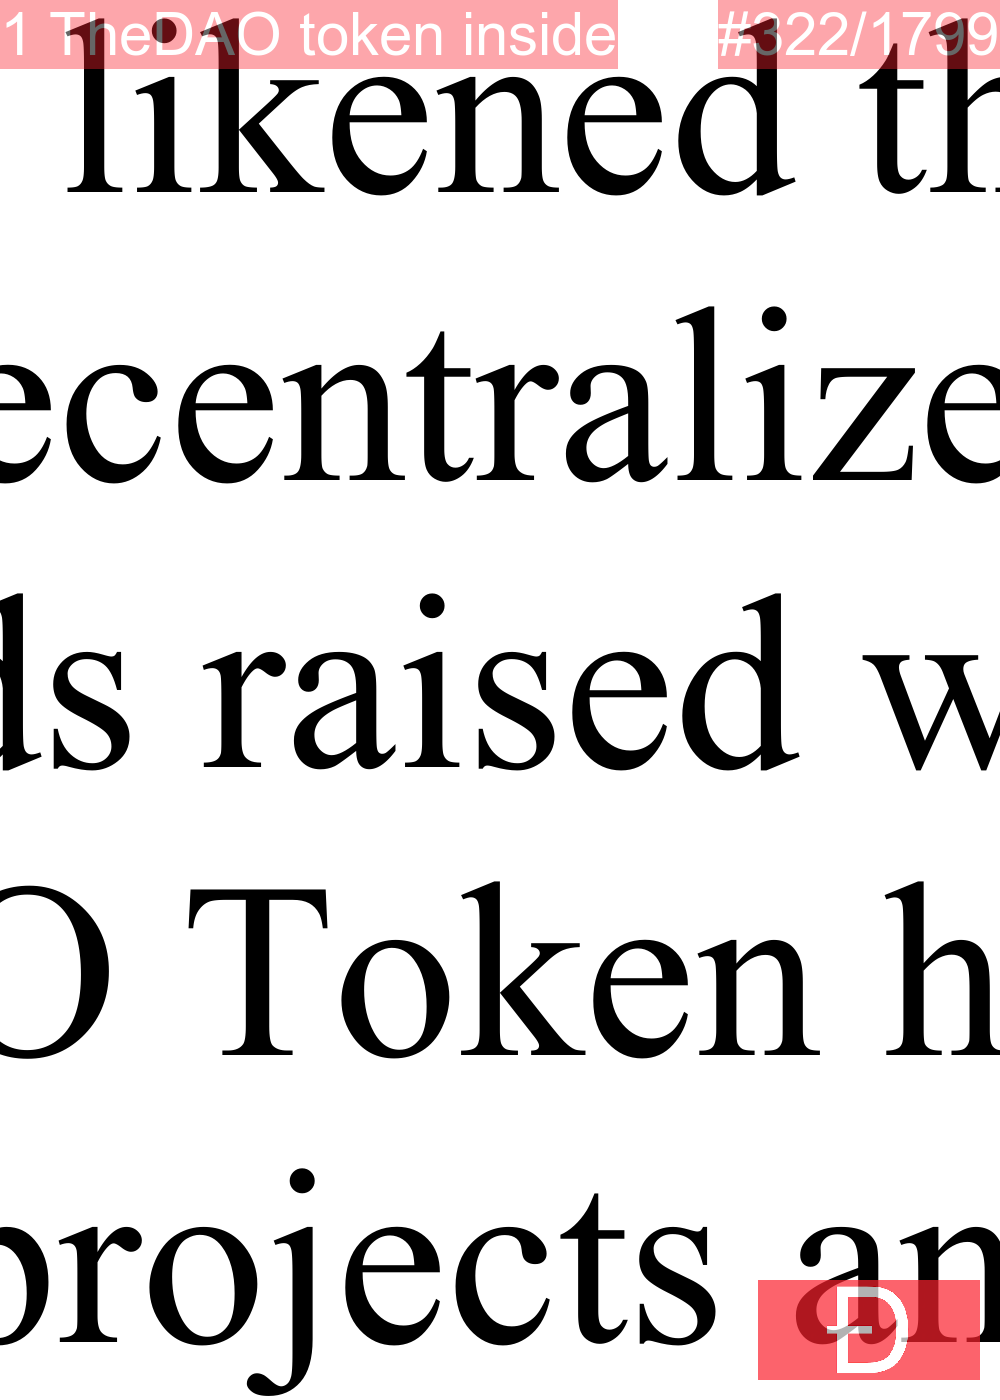 1 TheDAO token inside #322/1799
likened th
ecentralize
ds raised w
O Token h
projects an
Đ